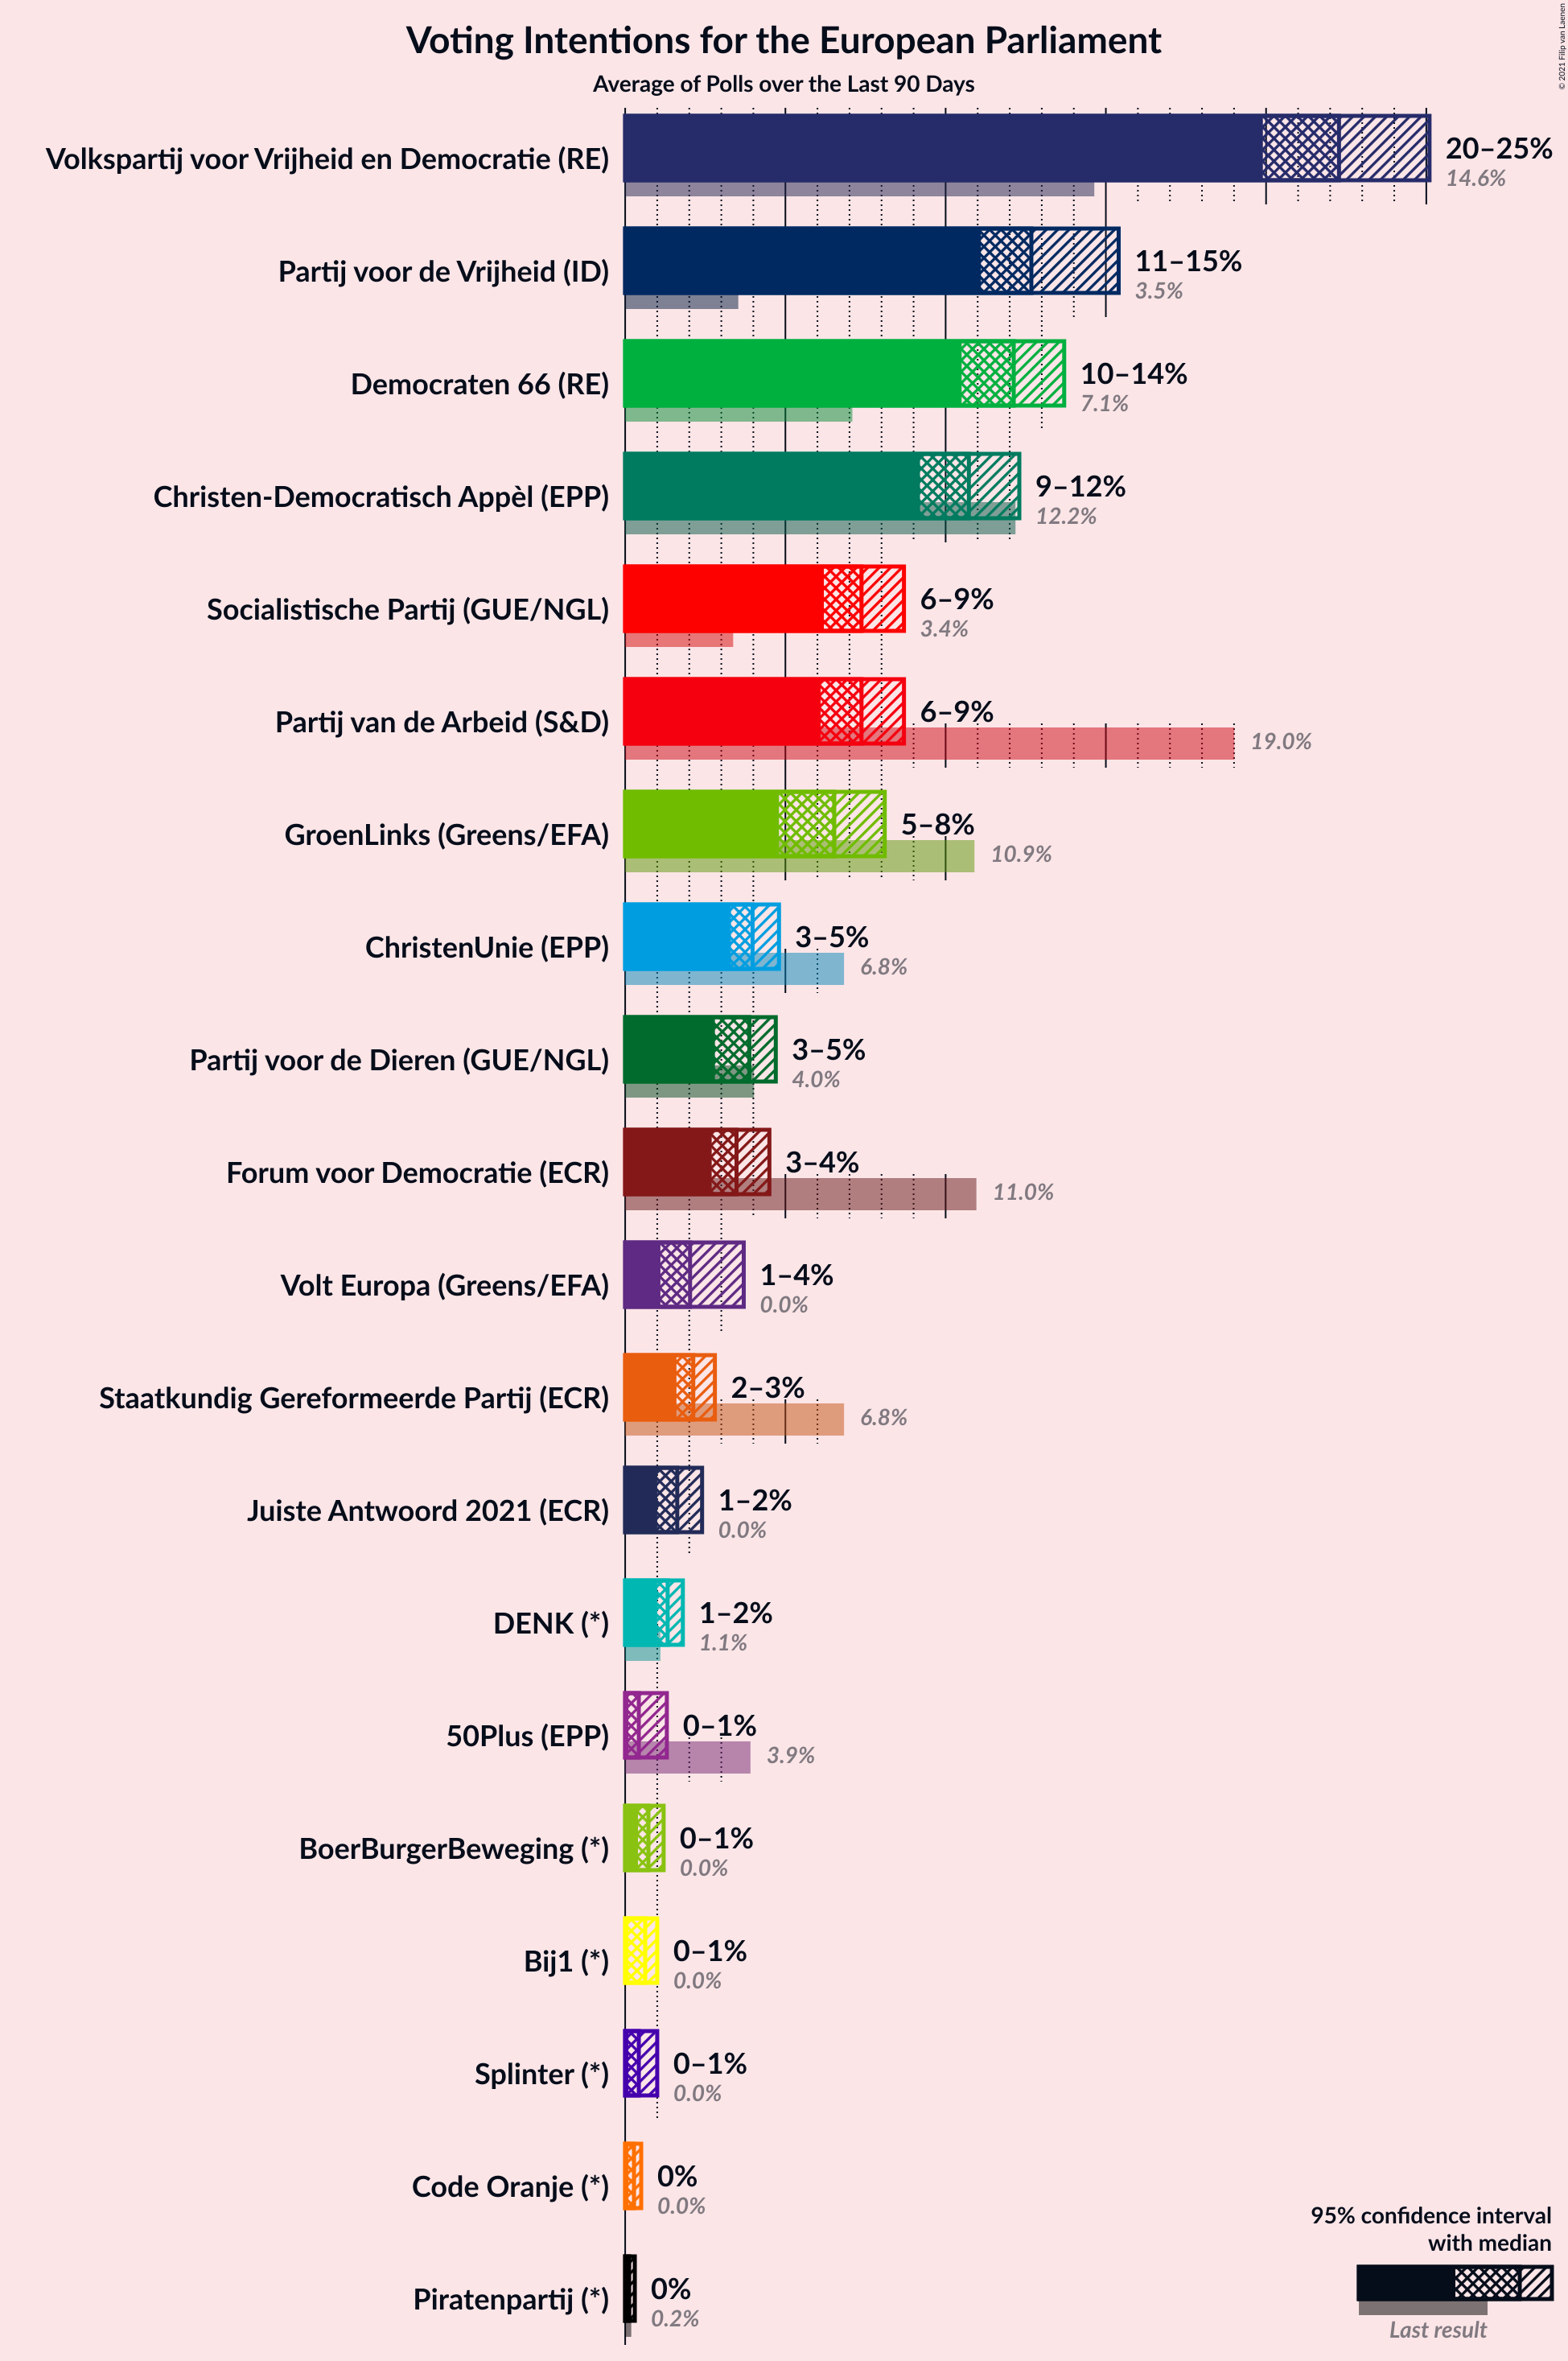 Voting Intentions for the European Parliament
Average of Polls over the Last 90 Days
© 2021 Filip van Laenen
Volkspartij voor Vrijheid en Democratie (RE)
20–25%
14.6%
Partij voor de Vrijheid (ID)
11–15%
3.5%
Democraten 66 (RE)
10–14%
7.1%
Christen-Democratisch Appèl (EPP)
9–12%
12.2%
Socialistische Partij (GUE/NGL)
6–9%
3.4%
Partij van de Arbeid (S&D)
6–9%
19.0%
GroenLinks (Greens/EFA)
5–8%
10.9%
ChristenUnie (EPP)
3–5%
6.8%
Partij voor de Dieren (GUE/NGL)
3–5%
4.0%
Forum voor Democratie (ECR)
3–4%
11.0%
Volt Europa (Greens/EFA)
1–4%
0.0%
Staatkundig Gereformeerde Partij (ECR)
2–3%
6.8%
Juiste Antwoord 2021 (ECR)
1–2%
0.0%
DENK (*)
1–2%
1.1%
50Plus (EPP)
0–1%
3.9%
BoerBurgerBeweging (*)
0–1%
0.0%
Bij1 (*)
0–1%
0.0%
Splinter (*)
0–1%
0.0%
Code Oranje (*)
0%
0.0%
Piratenpartij (*)
0%
0.2%
95% confidence interval
with median
Last result